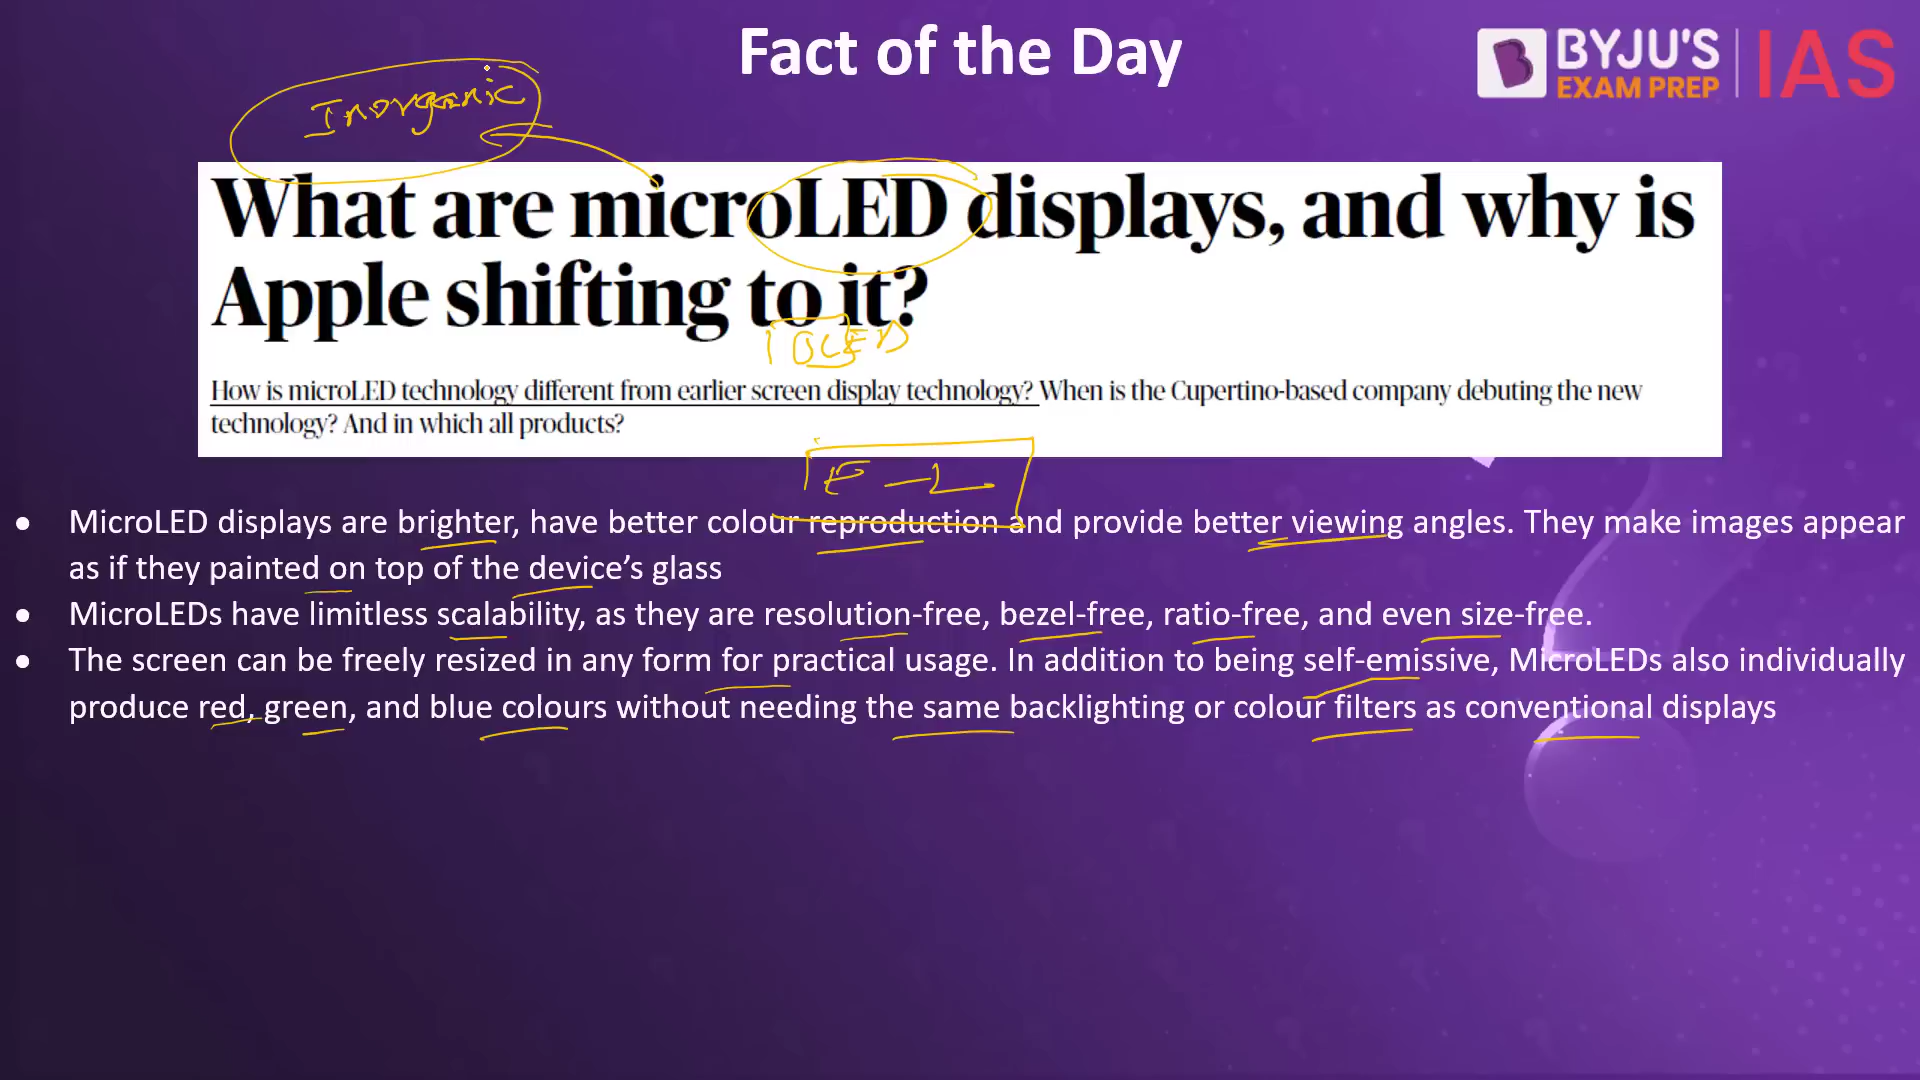 Fact of the Day
BYJU'S
EXAM PREP
IAS
Inorganic
What are microLED displays, and why is
Apple shifting to it?
OLED
How is microLED technology different from earlier screen display technology? When is the Cupertino-based company debuting the new
technology? And in which all products?
● MicroLED displays are brighter, have better colour reproduction and provide better viewing angles. They make images appear
as if they painted on top of the device’s glass
● MicroLEDs have limitless scalability, as they are resolution-free, bezel-free, ratio-free, and even size-free.
● The screen can be freely resized in any form for practical usage. In addition to being self-emissive, MicroLEDs also individually
produce red, green, and blue colours without needing the same backlighting or colour filters as conventional displays